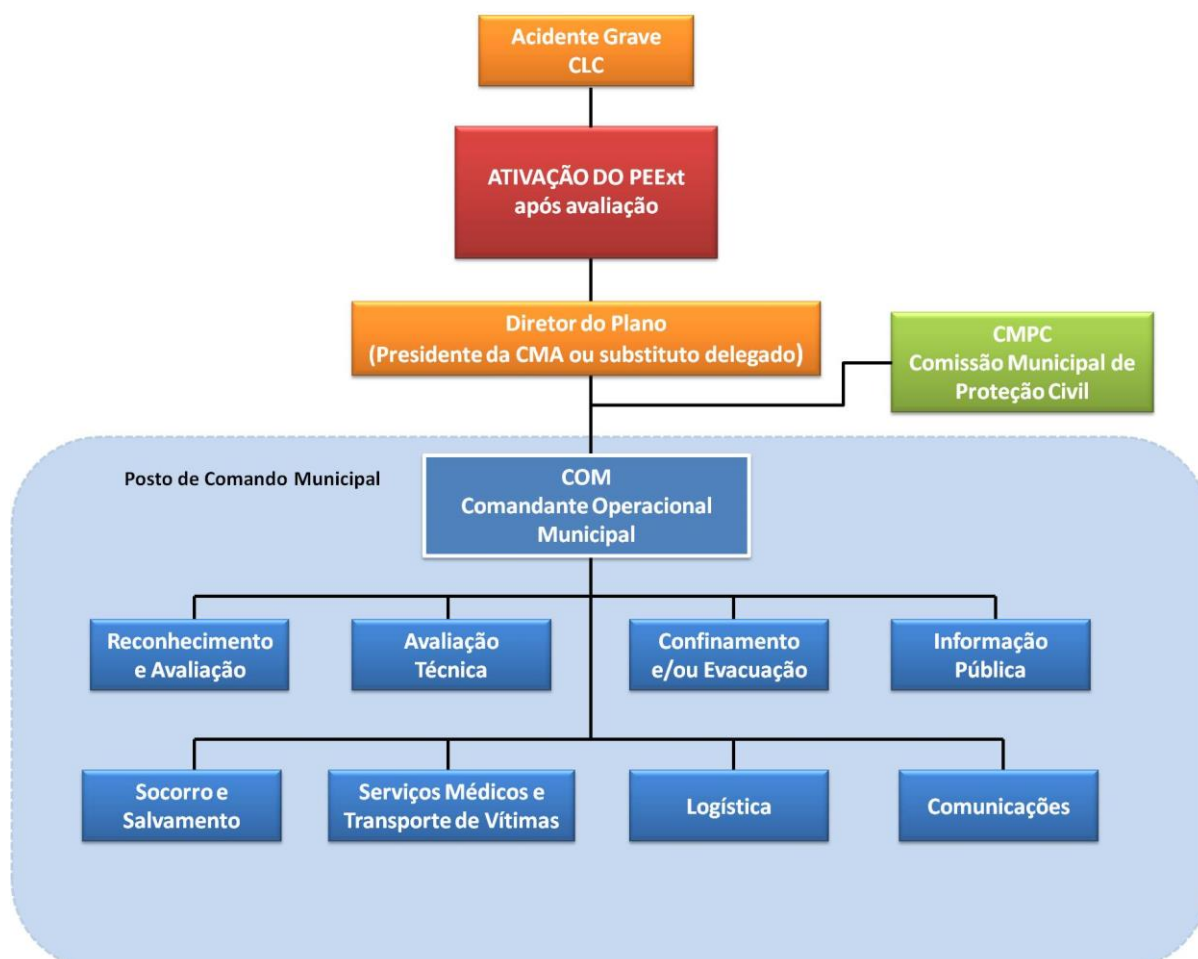 Acidente Grave
CLC
ATIVAÇÃO DO PEExt
após avaliação
Diretor do Plano
(Presidente da CMA ou substituto delegado)
CMPC
Comissão Municipal de
Proteção Civil
Posto de Comando Municipal
COM
Comandante Operacional
Municipal
Reconhecimento
e Avaliação
Avaliação
Técnica
Confinamento
e/ou Evacuação
Informação
Pública
Socorro e
Salvamento
Serviços Médicos e
Transporte de Vítimas
Logística
Comunicações